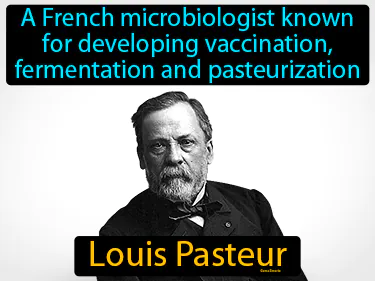 A French microbiologist known
for developing vaccination,
fermentation and pasteurization
Louis Pasteur